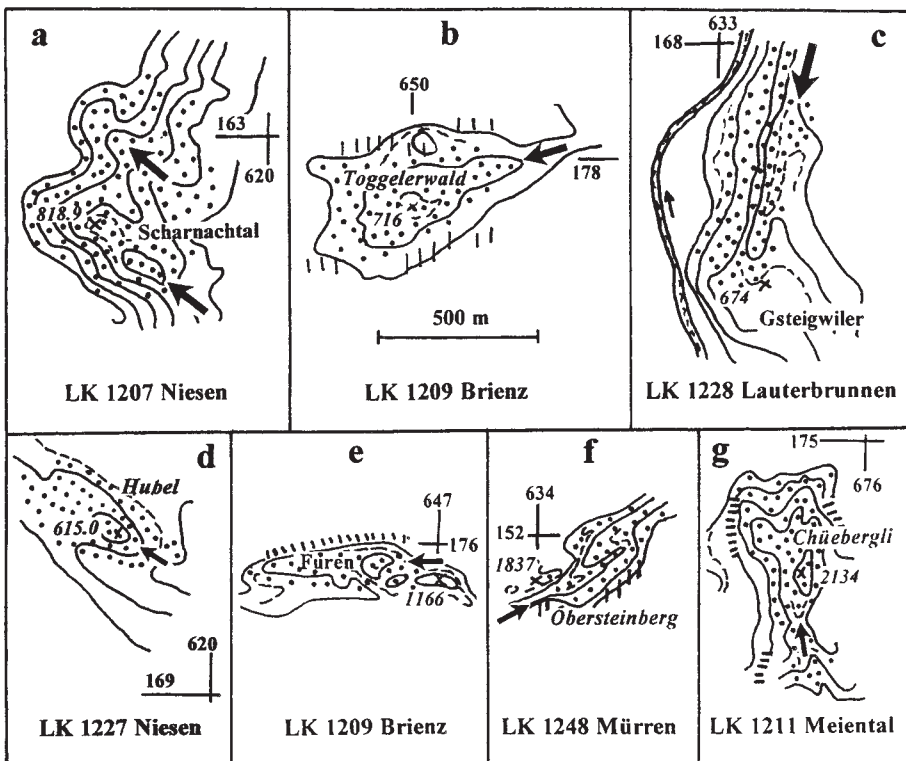 a
163
620
818.9
Scharnachtal
LK 1207 Niesen
b
650
Toggelerwald
178
716
500 m
LK 1209 Brienz
633
168
c
674
Gsteigwiler
LK 1228 Lauterbrunnen
d
Hubel
615.0
620
169
LK 1227 Niesen
e
647
176
Furen
1166
LK 1209 Brienz
f
634
152
1837
Obersteinberg
LK 1248 Mürren
g
175
676
Chüebergli
2134
LK 1211 Meiental